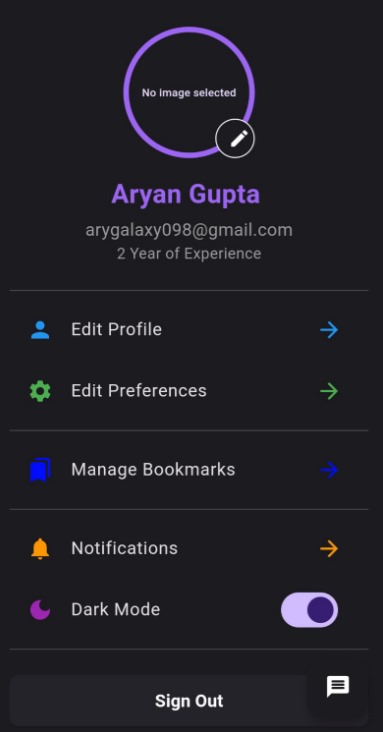 No image selected
Aryan Gupta
arygalaxy098@gmail.com
2 Year of Experience
Edit Profile
Edit Preferences
Manage Bookmarks
Notifications
Dark Mode
Sign Out